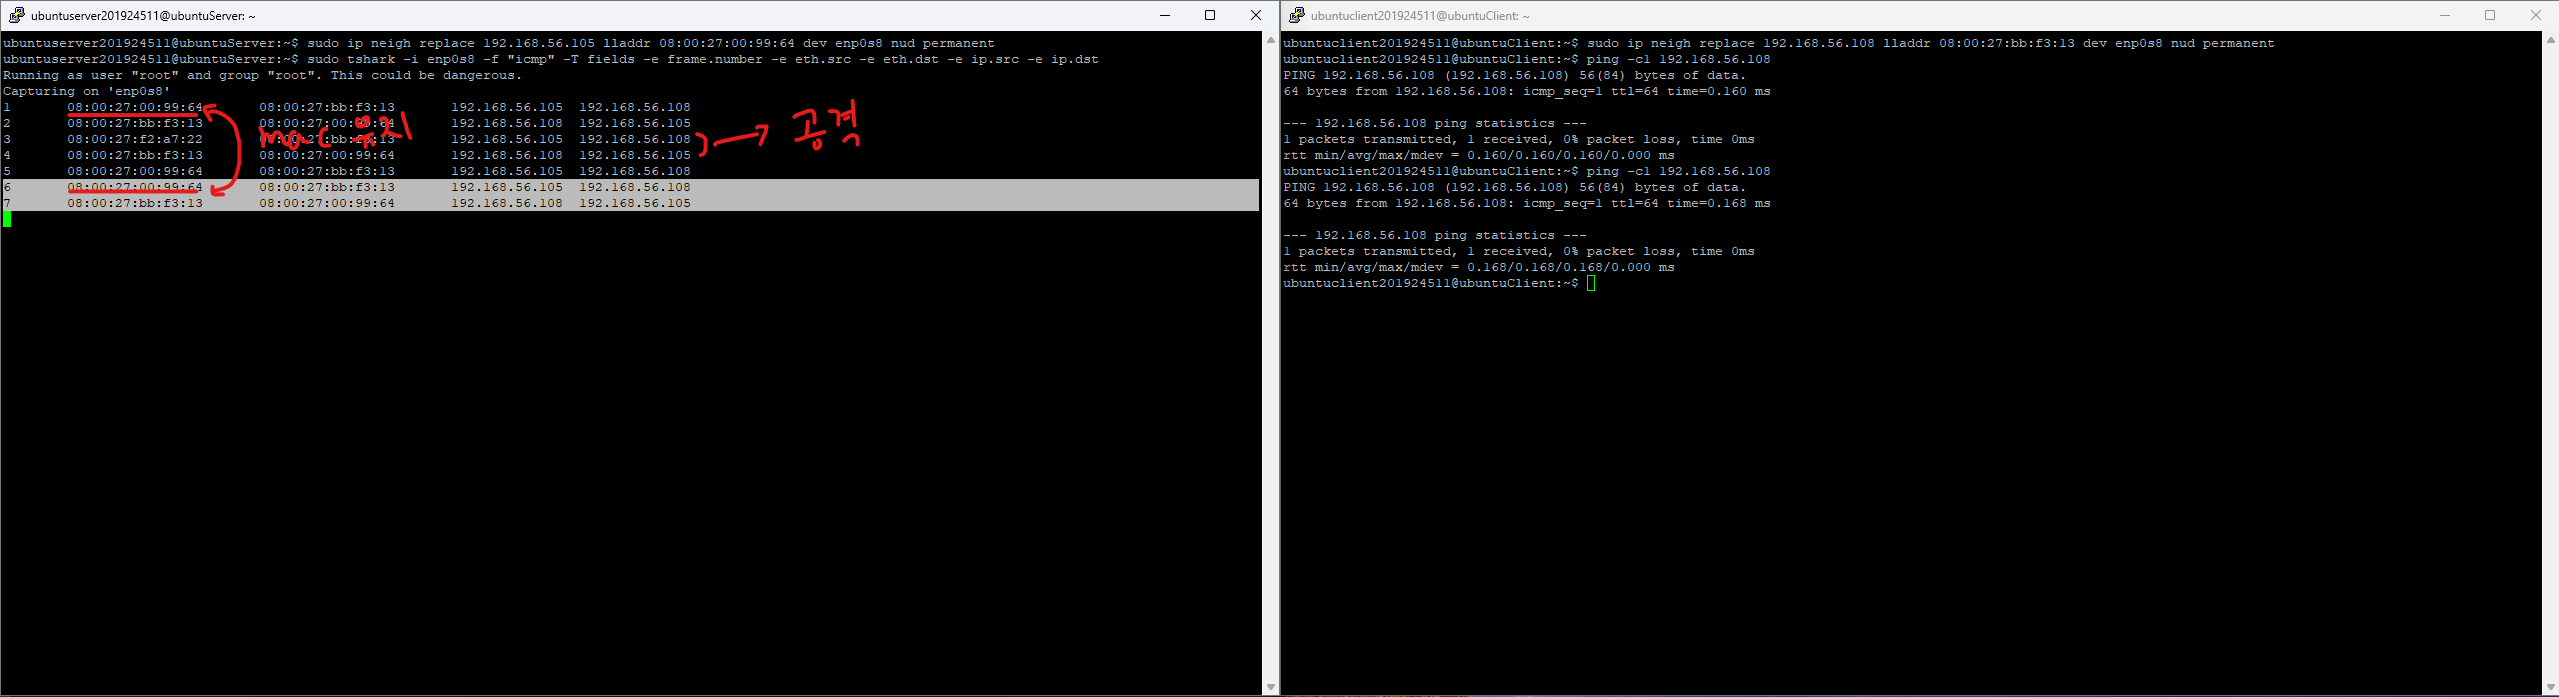 ubuntuserver201924511@ubuntuServer: ~
ubuntuserver201924511@ubuntuServer:~$ sudo ip neigh replace 192.168.56.105 lladdr 08:00:27:00:99:64 dev enp0s8 nud permanent
ubuntuserver201924511@ubuntuServer:~$ sudo tshark -i enp0s8 -f "icmp" -T fields -e frame.number -e eth.src -e eth.dst -e ip.src -e ip.dst
Running as user "root" and group "root". This could be dangerous.
Capturing on 'enp0s8'
1 08:00:27:00:99:64 08:00:27:bb:f3:13 192.168.56.105 192.168.56.108
2 08:00:27:bb:f3:13 08:00:27:00:99:64 192.168.56.108 192.168.56.105
3 08:00:27:f2:a7:22 08:00:27:bb:f3:13 192.168.56.105 192.168.56.108
4 08:00:27:bb:f3:13 08:00:27:00:99:64 192.168.56.108 192.168.56.105
5 08:00:27:00:99:64 08:00:27:bb:f3:13 192.168.56.105 192.168.56.108
6 08:00:27:00:99:64 08:00:27:bb:f3:13 192.168.56.105 192.168.56.108
7 08:00:27:bb:f3:13 08:00:27:00:99:64 192.168.56.108 192.168.56.105
mac 유지
공격
ubuntuclient201924511@ubuntuClient: ~
ubuntuclient201924511@ubuntuClient:~$ sudo ip neigh replace 192.168.56.108 lladdr 08:00:27:bb:f3:13 dev enp0s8 nud permanent
ubuntuclient201924511@ubuntuClient:~$ ping -c1 192.168.56.108
PING 192.168.56.108 (192.168.56.108) 56(84) bytes of data.
64 bytes from 192.168.56.108: icmp_seq=1 ttl=64 time=0.160 ms
--- 192.168.56.108 ping statistics ---
1 packets transmitted, 1 received, 0% packet loss, time 0ms
rtt min/avg/max/mdev = 0.160/0.160/0.160/0.000 ms
ubuntuclient201924511@ubuntuClient:~$ ping -c1 192.168.56.108
PING 192.168.56.108 (192.168.56.108) 56(84) bytes of data.
64 bytes from 192.168.56.108: icmp_seq=1 ttl=64 time=0.168 ms
--- 192.168.56.108 ping statistics ---
1 packets transmitted, 1 received, 0% packet loss, time 0ms
rtt min/avg/max/mdev = 0.168/0.168/0.168/0.000 ms
ubuntuclient201924511@ubuntuClient:~$